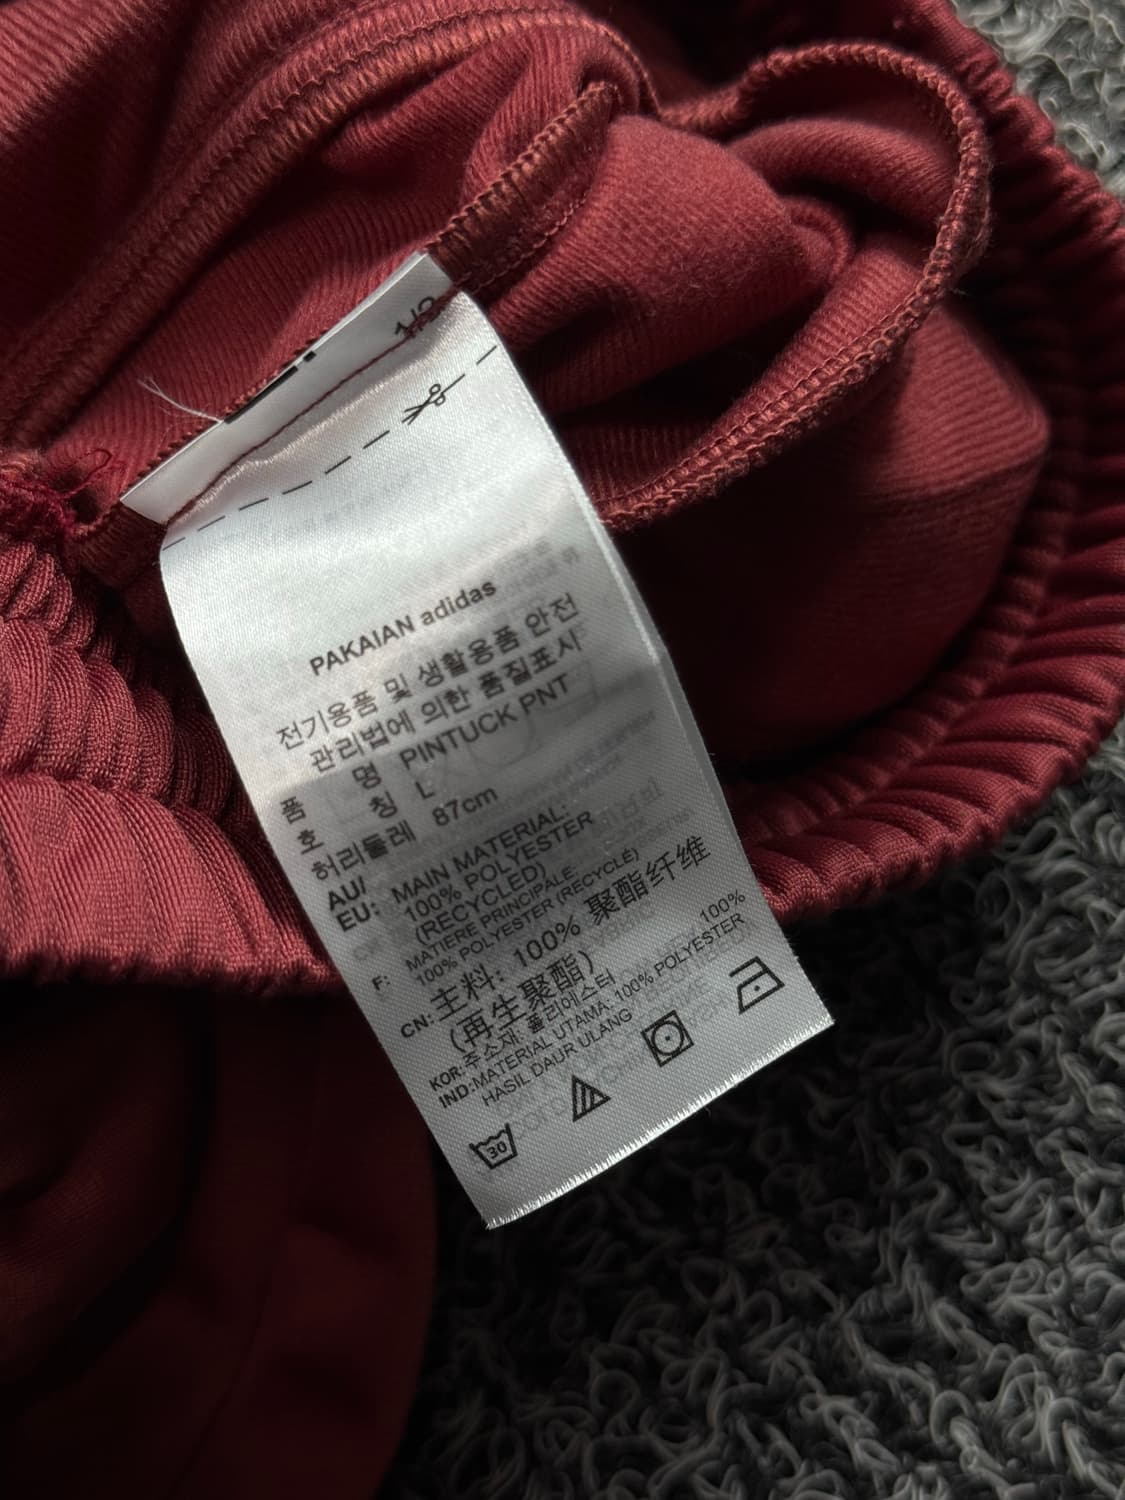 PAKAIAN adidas
전기용품 및 생활용품 안전
관리법에 의한 품질표시
품 명 PINTUCK PNT
호 칭 L
허리둘레 87cm
AU/
EU: MAIN MATERIAL:
100% POLYESTER
(RECYCLED)
F: MATIERE PRINCIPALE:
100% POLYESTER (RECYCLÉ)
CN: 主料: 100% 聚酯纤维
(再生聚酯)
KOR: 주소재: 폴리에스터 100%
IND:MATERIAL UTAMA: 100% POLYESTER
HASIL DAUR ULANG
30